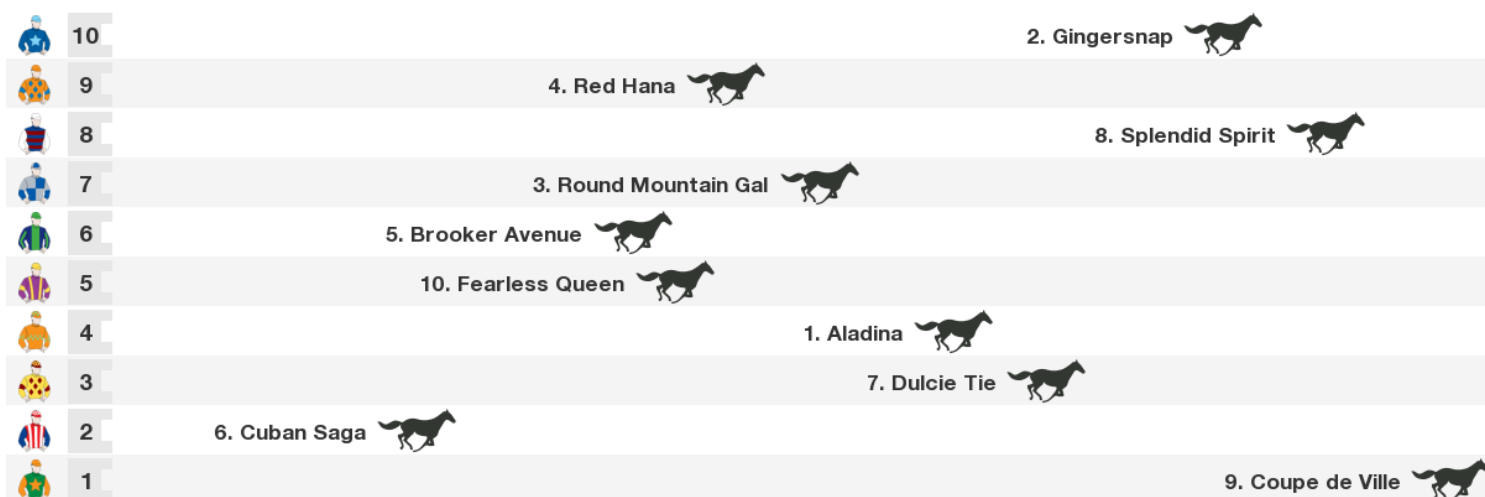 10 2. Gingersnap
9 4. Red Hana
8 8. Splendid Spirit
7 3. Round Mountain Gal
6 5. Brooker Avenue
5 10. Fearless Queen
4 1. Aladina
3 7. Dulcie Tie
2 6. Cuban Saga
1 9. Coupe de Ville